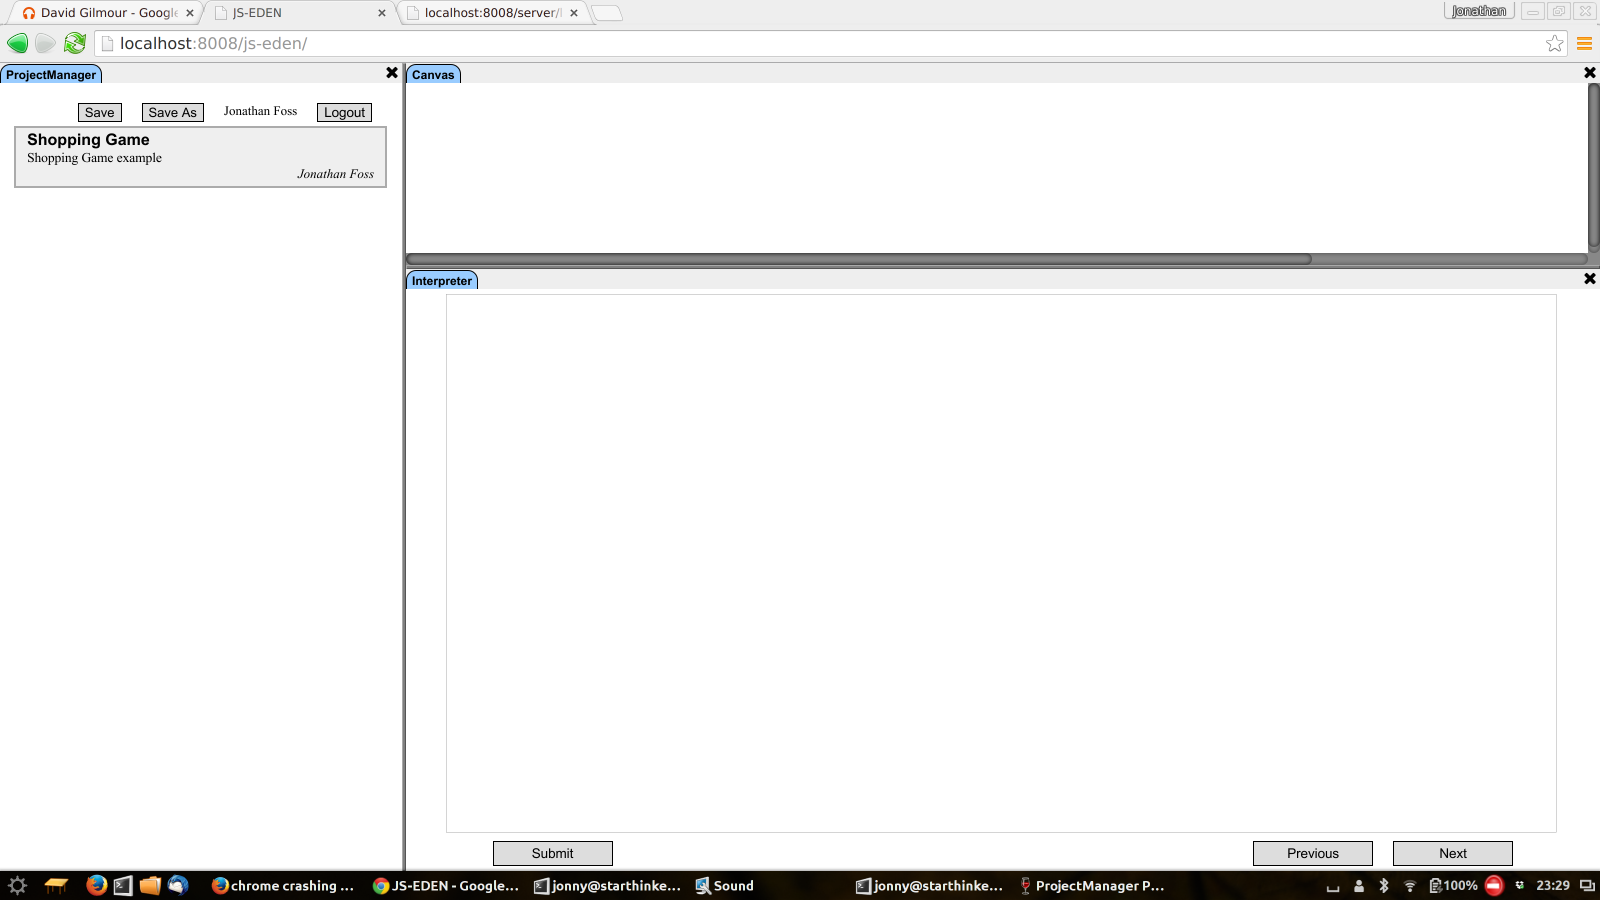 David Gilmour - Google
JS-EDEN
localhost:8008/server/
jonathan
localhost:8008/js-eden/
ProjectManager
Canvas
Save
Save As
Jonathan Foss
Logout
Shopping Game
Shopping Game example
Jonathan Foss
Interpreter
Submit
Previous
Next
chrome crashing ...
JS-EDEN - Google...
jonny@starthinke...
Sound
jonny@starthinke...
ProjectManager P...
100%
23:29